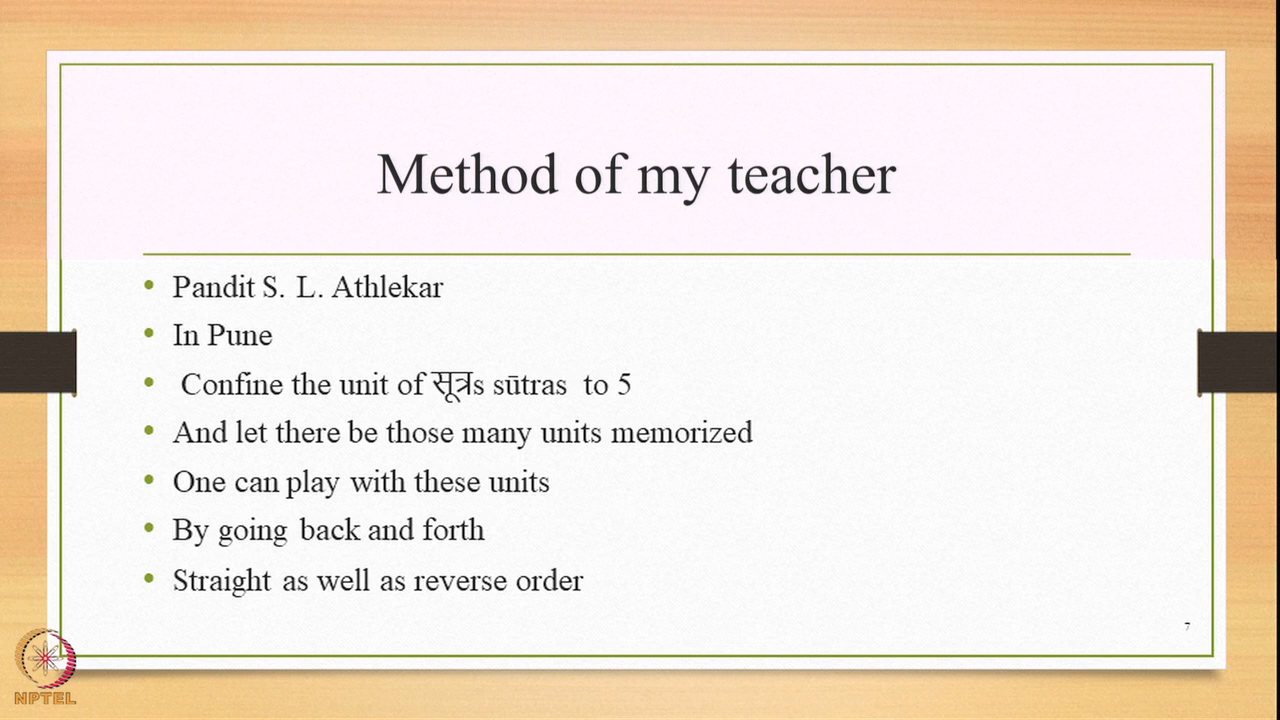 Method of my teacher
• Pandit S. L. Athlekar
• In Pune
• Confine the unit of सूत्रs sūtras to 5
• And let there be those many units memorized
• One can play with these units
• By going back and forth
• Straight as well as reverse order
7
NPTEL